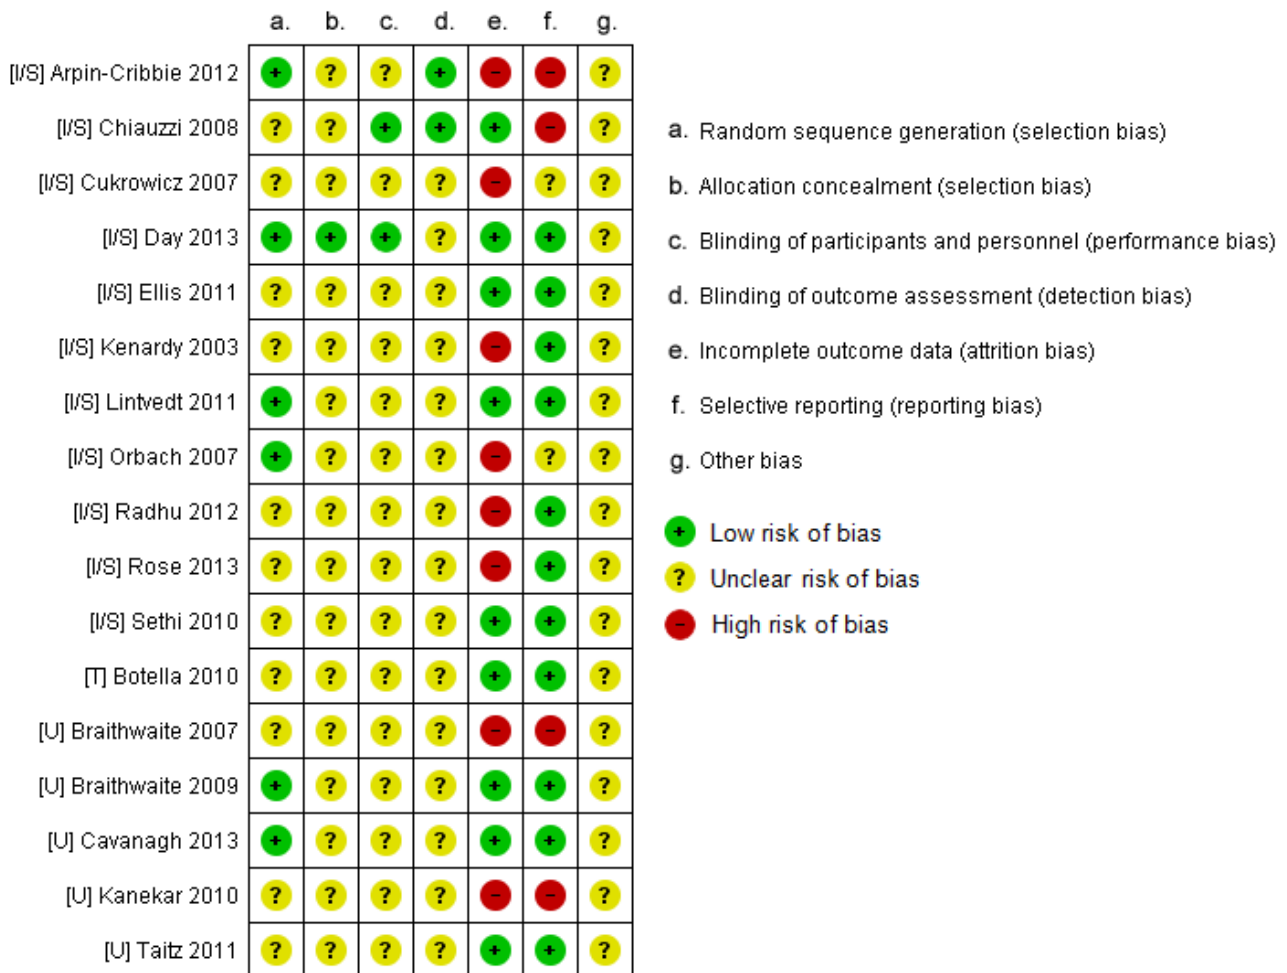 a. b. c. d. e. f. g.
[I/S] Arpin-Cribbie 2012 + ? ? + - - ?
[I/S] Chiauzzi 2008 ? ? + + + - ?
[I/S] Cukrowicz 2007 ? ? ? ? - ? ?
[I/S] Day 2013 + + + ? + + ?
[I/S] Ellis 2011 ? ? ? ? + + ?
[I/S] Kenardy 2003 ? ? ? ? - + ?
[I/S] Lintvedt 2011 + ? ? ? + + ?
[I/S] Orbach 2007 + ? ? ? - ? ?
[I/S] Radhu 2012 ? ? ? ? - + ?
[I/S] Rose 2013 ? ? ? ? - + ?
[I/S] Sethi 2010 ? ? ? ? + + ?
[T] Botella 2010 ? ? ? ? + + ?
[U] Braithwaite 2007 ? ? ? ? - - ?
[U] Braithwaite 2009 + ? ? ? + + ?
[U] Cavanagh 2013 + ? ? ? + + ?
[U] Kanekar 2010 ? ? ? ? - - ?
[U] Taitz 2011 ? ? ? ? + + ?
a. Random sequence generation (selection bias)
b. Allocation concealment (selection bias)
c. Blinding of participants and personnel (performance bias)
d. Blinding of outcome assessment (detection bias)
e. Incomplete outcome data (attrition bias)
f. Selective reporting (reporting bias)
g. Other bias
+ Low risk of bias
? Unclear risk of bias
- High risk of bias